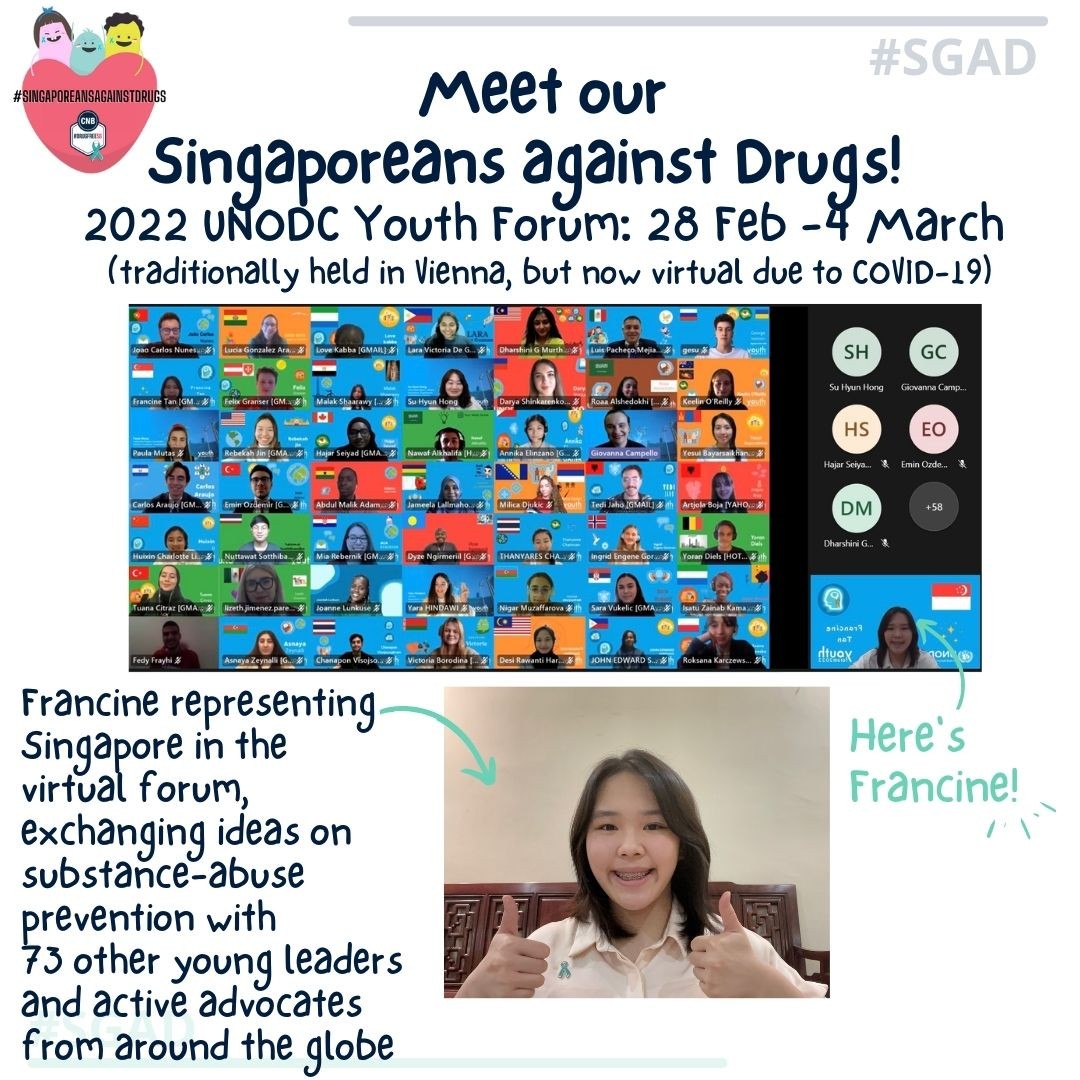 #SGAD
#SINGAPOREANSAGAINSTDRUGS
CNB
#DRUGFREESG
Meet our
Singaporeans against Drugs!
2022 UNODC Youth Forum: 28 Feb -4 March
(traditionally held in Vienna, but now virtual due to COVID-19)
Joao Carlos Nunes...
Lucia Gonzalez Ara...
Love Kabba [GMAIL]
Lara Victoria De G...
Dharshini G Murth...
Luis Pacheco Mejia...
gesu
Francine Tan [GM...
Felix Granser [GM...
Malak Shaarawy [...
Su Hyun Hong
Darya Shinkarenko...
Roaa Alshedokhi [...
Keelin O'Reilly
Paula Mutas
Rebekah Jin [GMA...
Hajar Seiyad [GMA...
Nawaf Alkhalifa [H...
Annika Elinzano [G...
Giovanna Campello
Yesui Bayarsaikhan...
Carlos Araujo [GM...
Emin Ozdemir [G...
Abdul Malik Adam...
Jameela Lallmaho...
Milica Djukic
Tedi Jaho [GMAIL]
Artjola Boja [YAHO...
Huixin Charlotte Li...
Nuttawat Sotthiba...
Mia Rebernik [GM...
Dyze Ngirmeriil [G...
THANYARES CHA...
Ingrid Engene Gor...
Yoran Diels [HOT...
Tuana Citraz [GMA...
lizeth.jimenez.pare...
Joanne Lunkuse
Yara HINDAWI
Nigar Muzaffarova
Sara Vukelic [GMA...
Isatu Zainab Kama...
Fedy Frayhi
Asnaya Zeynalli [G...
Chanapon Visojso...
Victoria Borodina [...
Desi Rawanti Har...
JOHN EDWARD S...
Roksana Karczews...
SH
GC
Su Hyun Hong
Giovanna Camp...
HS
EO
Hajar Seiya...
Emin Ozde...
DM
+58
Dharshini G...
Francine
Tan
youth
Francine representing
Singapore in the
virtual forum,
exchanging ideas on
substance-abuse
prevention with
73 other young leaders
and active advocates
from around the globe
Here's
Francine!
#SGAD